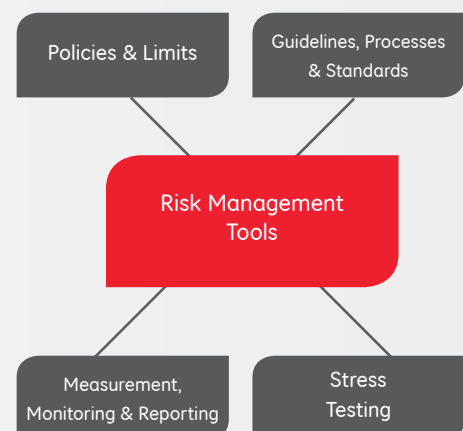 Policies & Limits
Guidelines, Processes
& Standards
Risk Management
Tools
Measurement,
Monitoring & Reporting
Stress
Testing